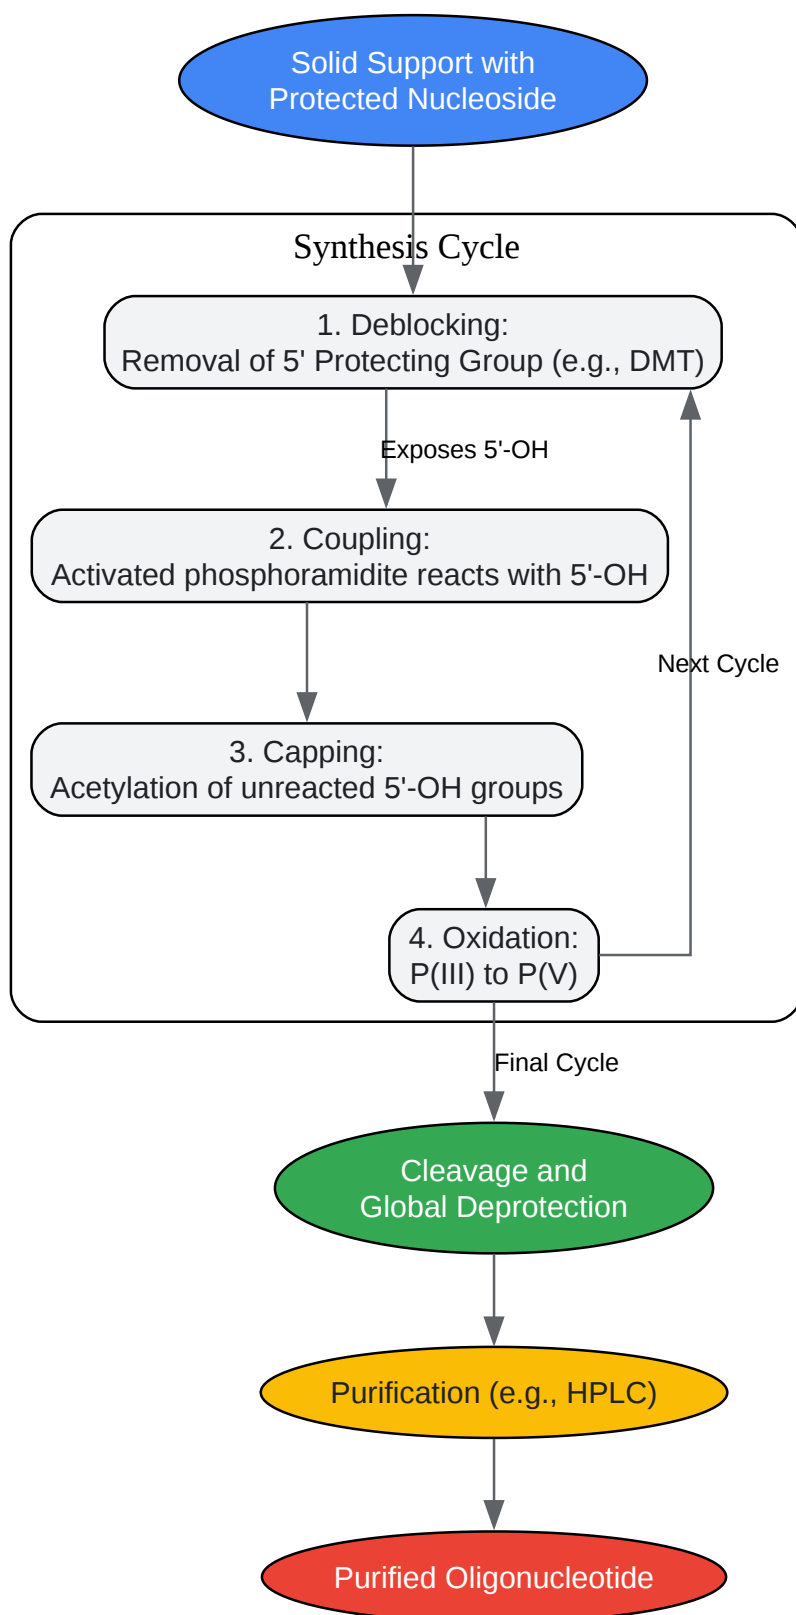 Solid Support with
Protected Nucleoside
Synthesis Cycle
1. Deblocking:
Removal of 5' Protecting Group (e.g., DMT)
Exposes 5'-OH
2. Coupling:
Activated phosphoramidite reacts with 5'-OH
Next Cycle
3. Capping:
Acetylation of unreacted 5'-OH groups
4. Oxidation:
P(III) to P(V)
Final Cycle
Cleavage and
Global Deprotection
Purification (e.g., HPLC)
Purified Oligonucleotide